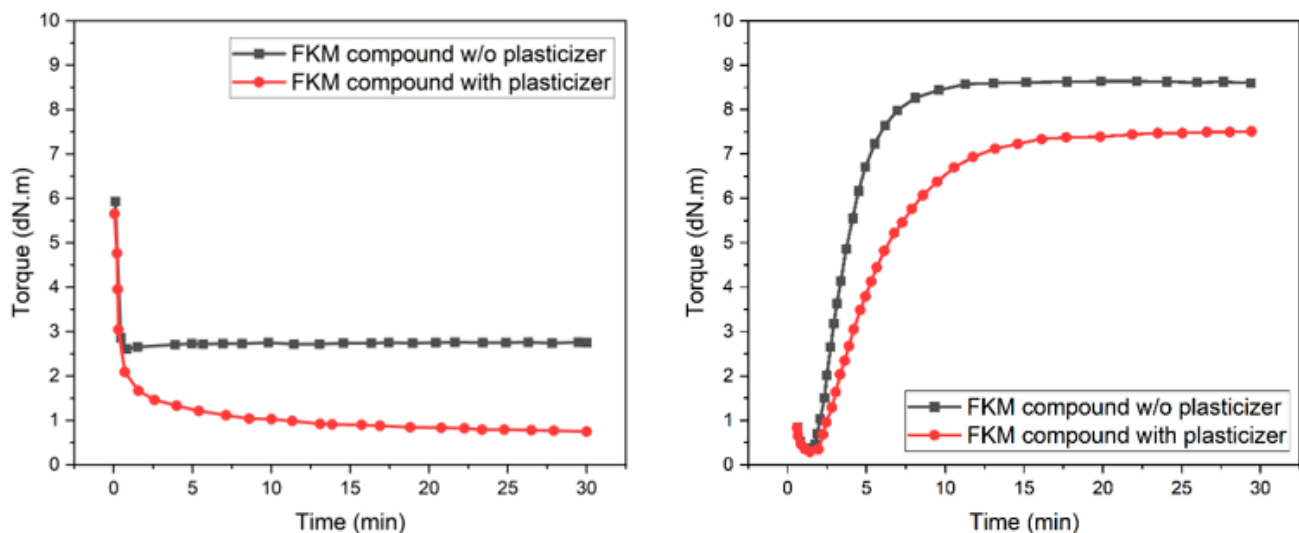 10
9
8
7
6
5
4
3
2
1
0
Torque (dN.m)
FKM compound w/o plasticizer
FKM compound with plasticizer
0 5 10 15 20 25 30
Time (min)
10
9
8
7
6
5
4
3
2
1
0
Torque (dN.m)
FKM compound w/o plasticizer
FKM compound with plasticizer
0 5 10 15 20 25 30
Time (min)